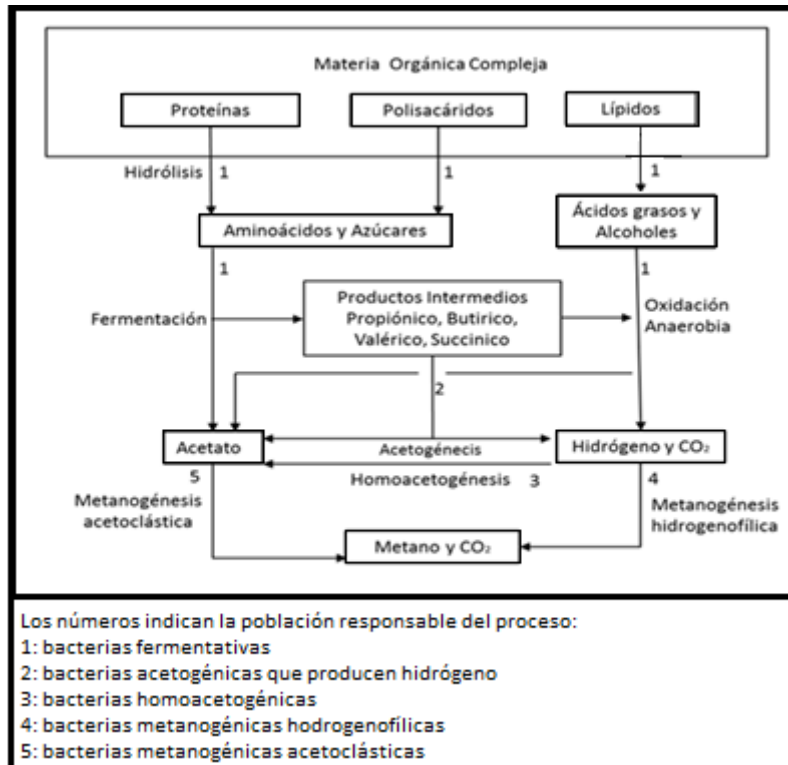 Materia Orgánica Compleja
Proteínas
Polisacáridos
Lípidos
Hidrólisis
1
1
1
Aminoácidos y Azúcares
Ácidos grasos y
Alcoholes
1
1
Fermentación
Productos Intermedios
Propiónico, Butirico,
Valérico, Succinico
Oxidación
Anaerobia
2
Acetato
Acetogénecis
Hidrógeno y CO₂
5
Homoacetogénesis
3
4
Metanogénesis
acetoclástica
Metanogénesis
hidrogenofílica
Metano y CO₂
Los números indican la población responsable del proceso:
1: bacterias fermentativas
2: bacterias acetogénicas que producen hidrógeno
3: bacterias homoacetogénicas
4: bacterias metanogénicas hodrogenofílicas
5: bacterias metanogénicas acetoclásticas